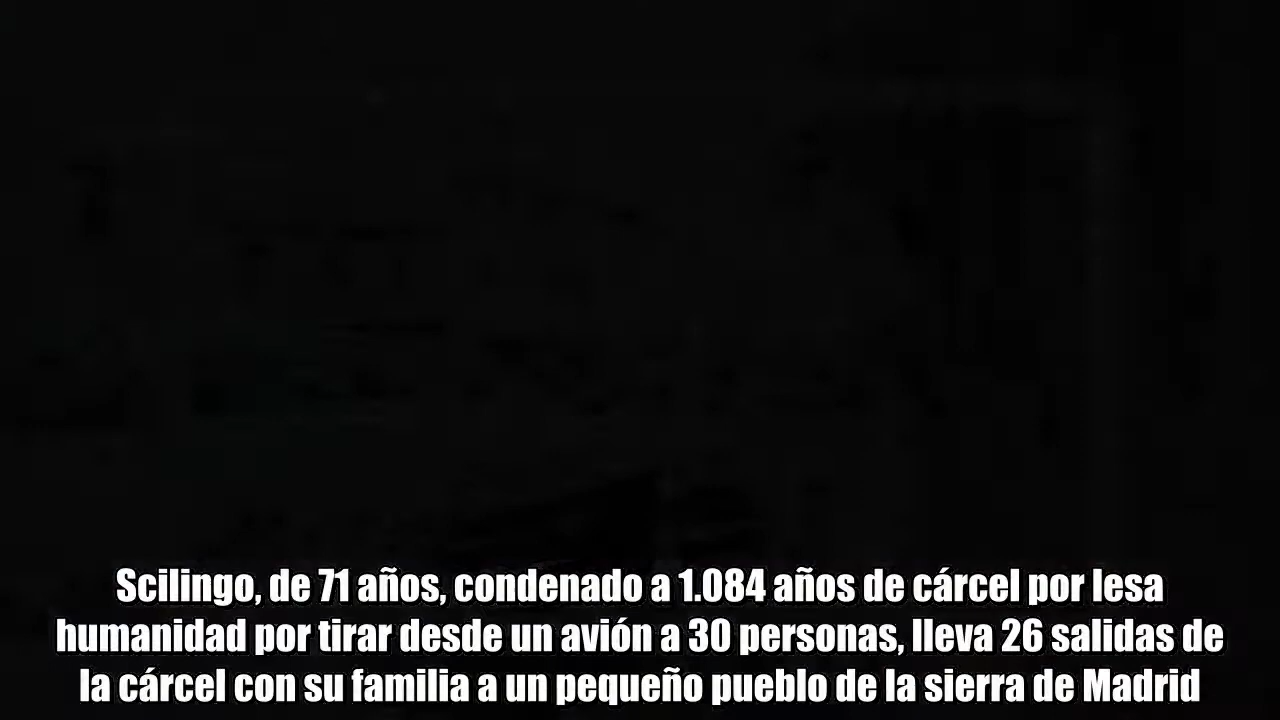 Scilingo, de 71 años, condenado a 1.084 años de cárcel por lesa
humanidad por tirar desde un avión a 30 personas, lleva 26 salidas de
la cárcel con su familia a un pequeño pueblo de la sierra de Madrid